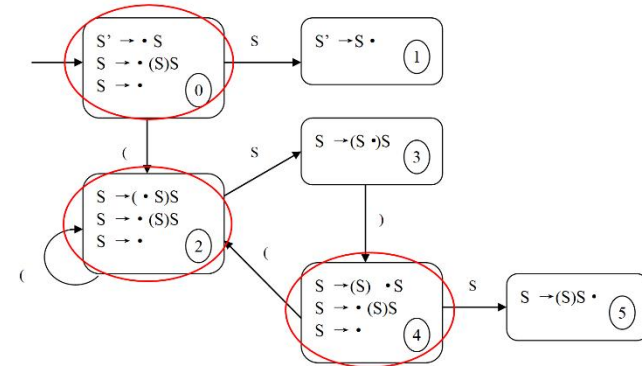 S' → • S
S → • (S)S
S → •
0
S
S' → S •
1
(
S → ( • S)S
S → • (S)S
S → •
2
S
S → (S •)S
3
(
(
)
S → (S) • S
S → • (S)S
S → •
4
S
S → (S)S •
5